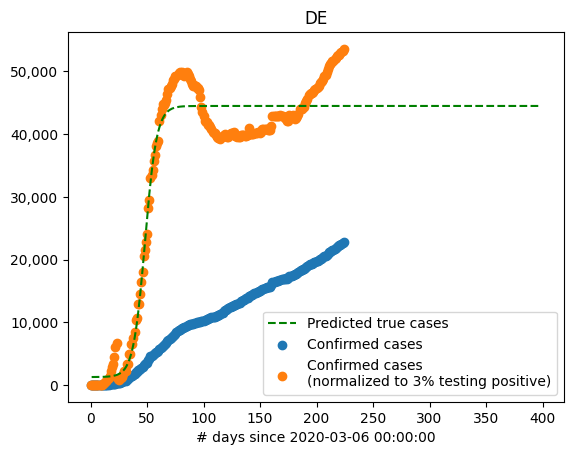 DE
50,000
40,000
30,000
20,000
10,000
0
Predicted true cases
Confirmed cases
Confirmed cases
(normalized to 3% testing positive)
0 50 100 150 200 250 300 350 400
# days since 2020-03-06 00:00:00